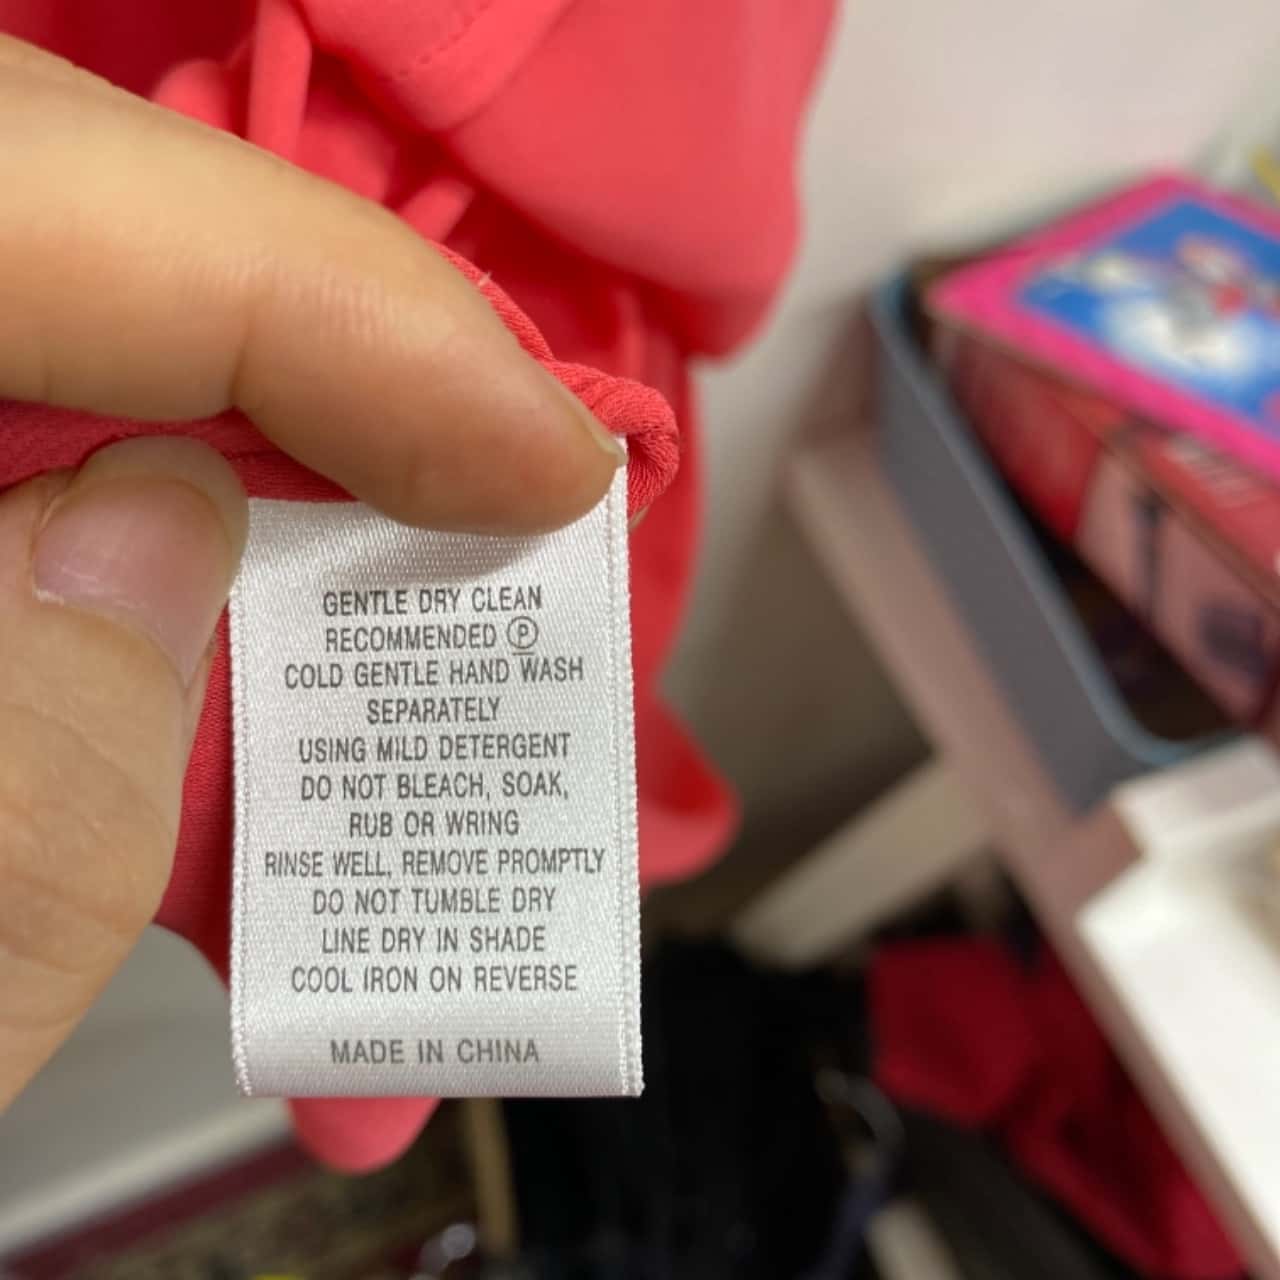 GENTLE DRY CLEAN
RECOMMENDED Ⓟ
COLD GENTLE HAND WASH
SEPARATELY
USING MILD DETERGENT
DO NOT BLEACH, SOAK,
RUB OR WRING
RINSE WELL, REMOVE PROMPTLY
DO NOT TUMBLE DRY
LINE DRY IN SHADE
COOL IRON ON REVERSE
MADE IN CHINA